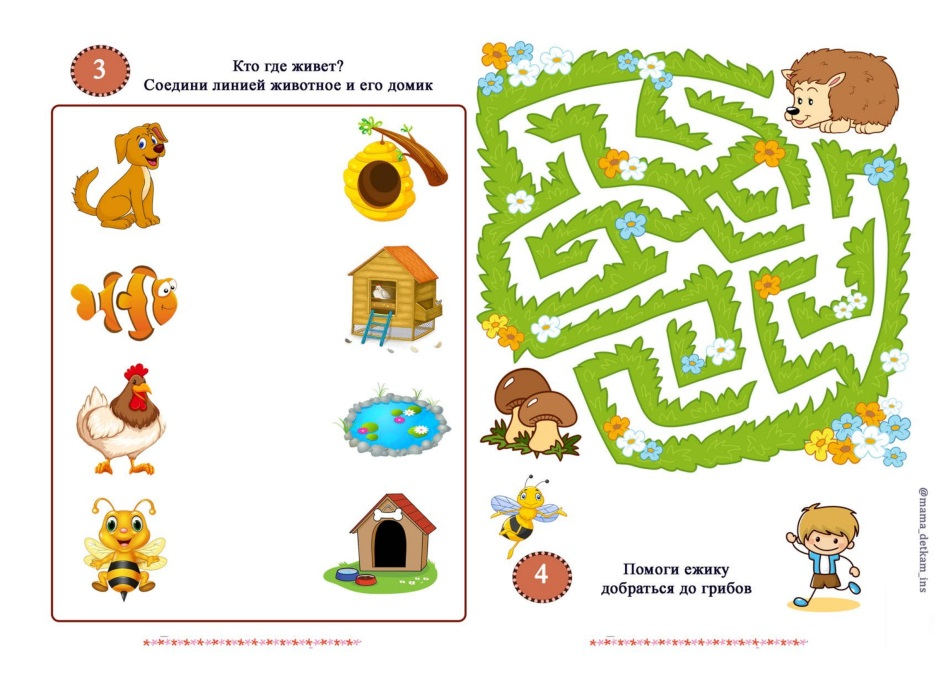 3
Кто где живет?
Соедини линией животное и его домик
4
Помоги ежику
добраться до грибов
@mama_detkam_ins